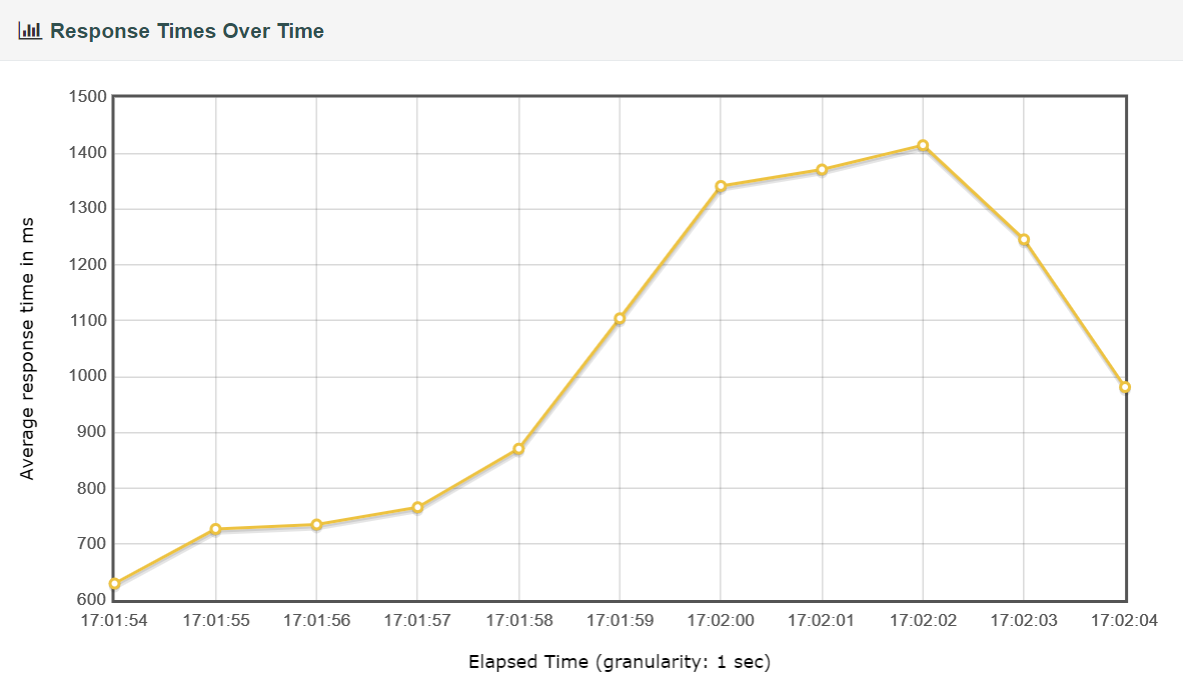 Response Times Over Time
1500
1400
1300
1200
1100
1000
900
800
700
600
Average response time in ms
17:01:54 17:01:55 17:01:56 17:01:57 17:01:58 17:01:59 17:02:00 17:02:01 17:02:02 17:02:03 17:02:04
Elapsed Time (granularity: 1 sec)